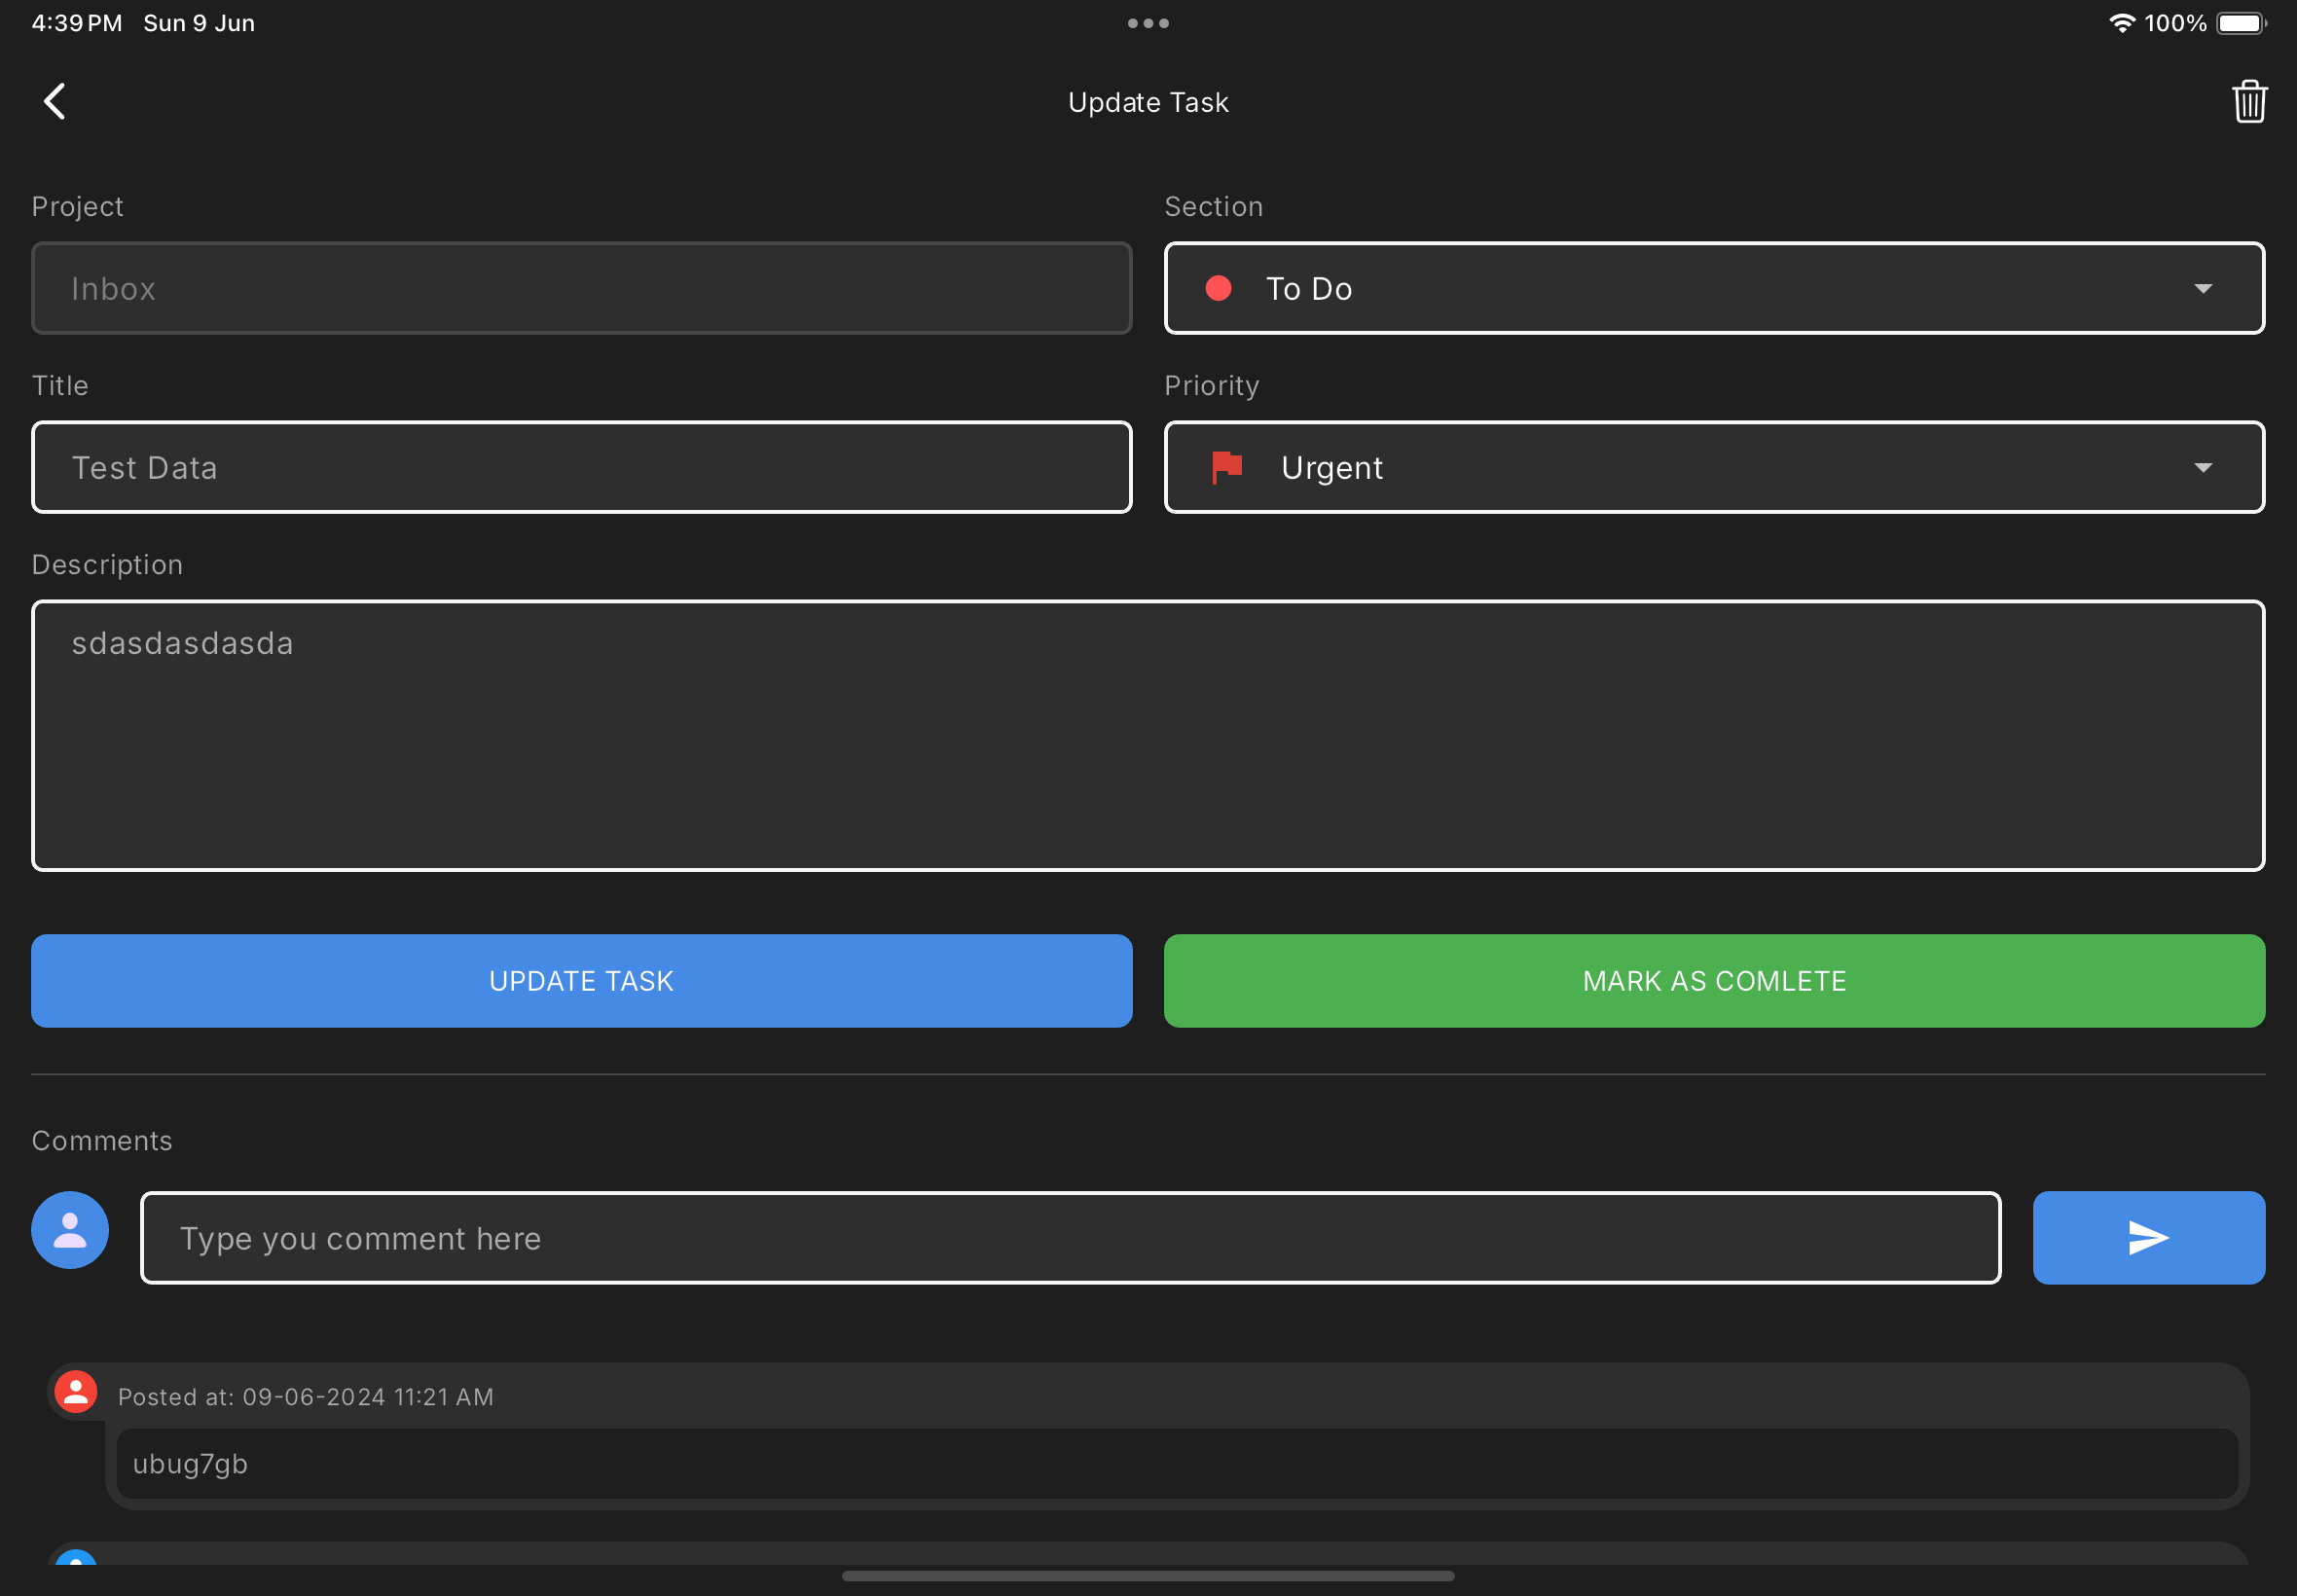 4:39 PM Sun 9 Jun
100%
Update Task
Project
Section
Inbox
To Do
Title
Priority
Test Data
Urgent
Description
sdasdasdasda
UPDATE TASK
MARK AS COMLETE
Comments
Type you comment here
Posted at: 09-06-2024 11:21 AM
ubug7gb